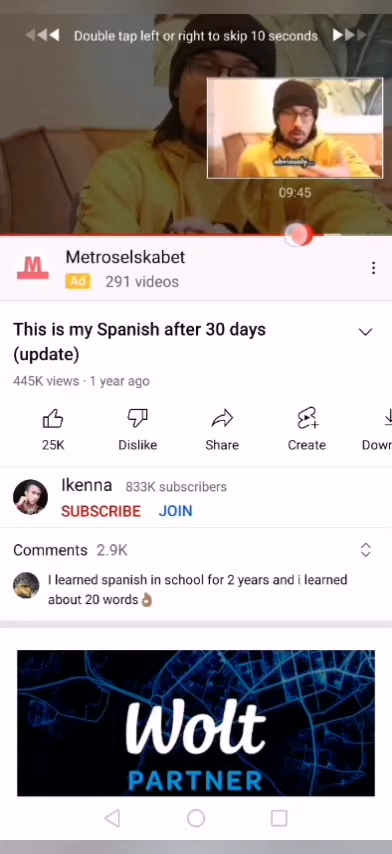 Double tap left or right to skip 10 seconds
obviously...
09:45
M
Metroselskabet
Ad 291 videos
This is my Spanish after 30 days
(update)
445K views · 1 year ago
25K Dislike Share Create Down
Ikenna 833K subscribers
SUBSCRIBE JOIN
Comments 2.9K
I learned spanish in school for 2 years and i learned
about 20 words👌🏽
Wolt
PARTNER